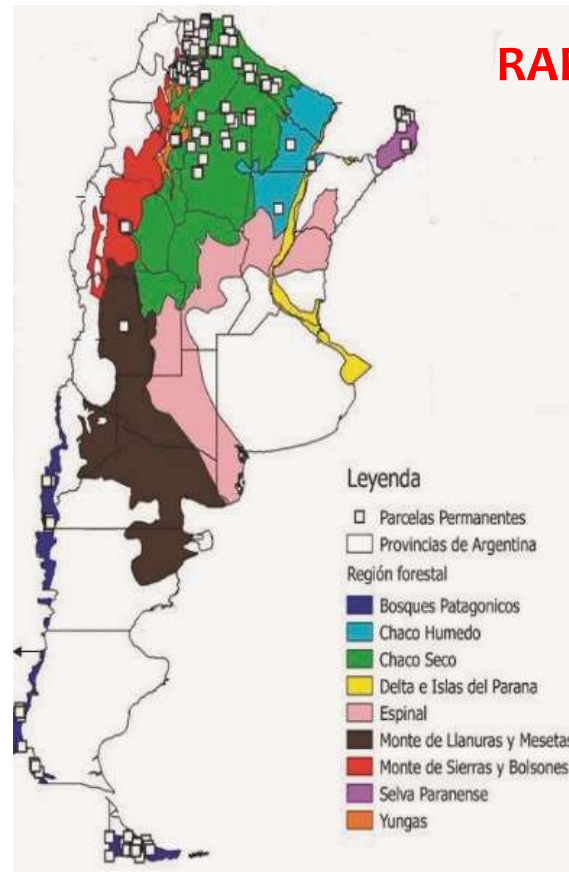 Leyenda
Parcelas Permanentes
Provincias de Argentina
Región forestal
Bosques Patagonicos
Chaco Humedo
Chaco Seco
Delta e Islas del Parana
Espinal
Monte de Llanuras y Mesetas
Monte de Sierras y Bolsones
Selva Paranense
Yungas